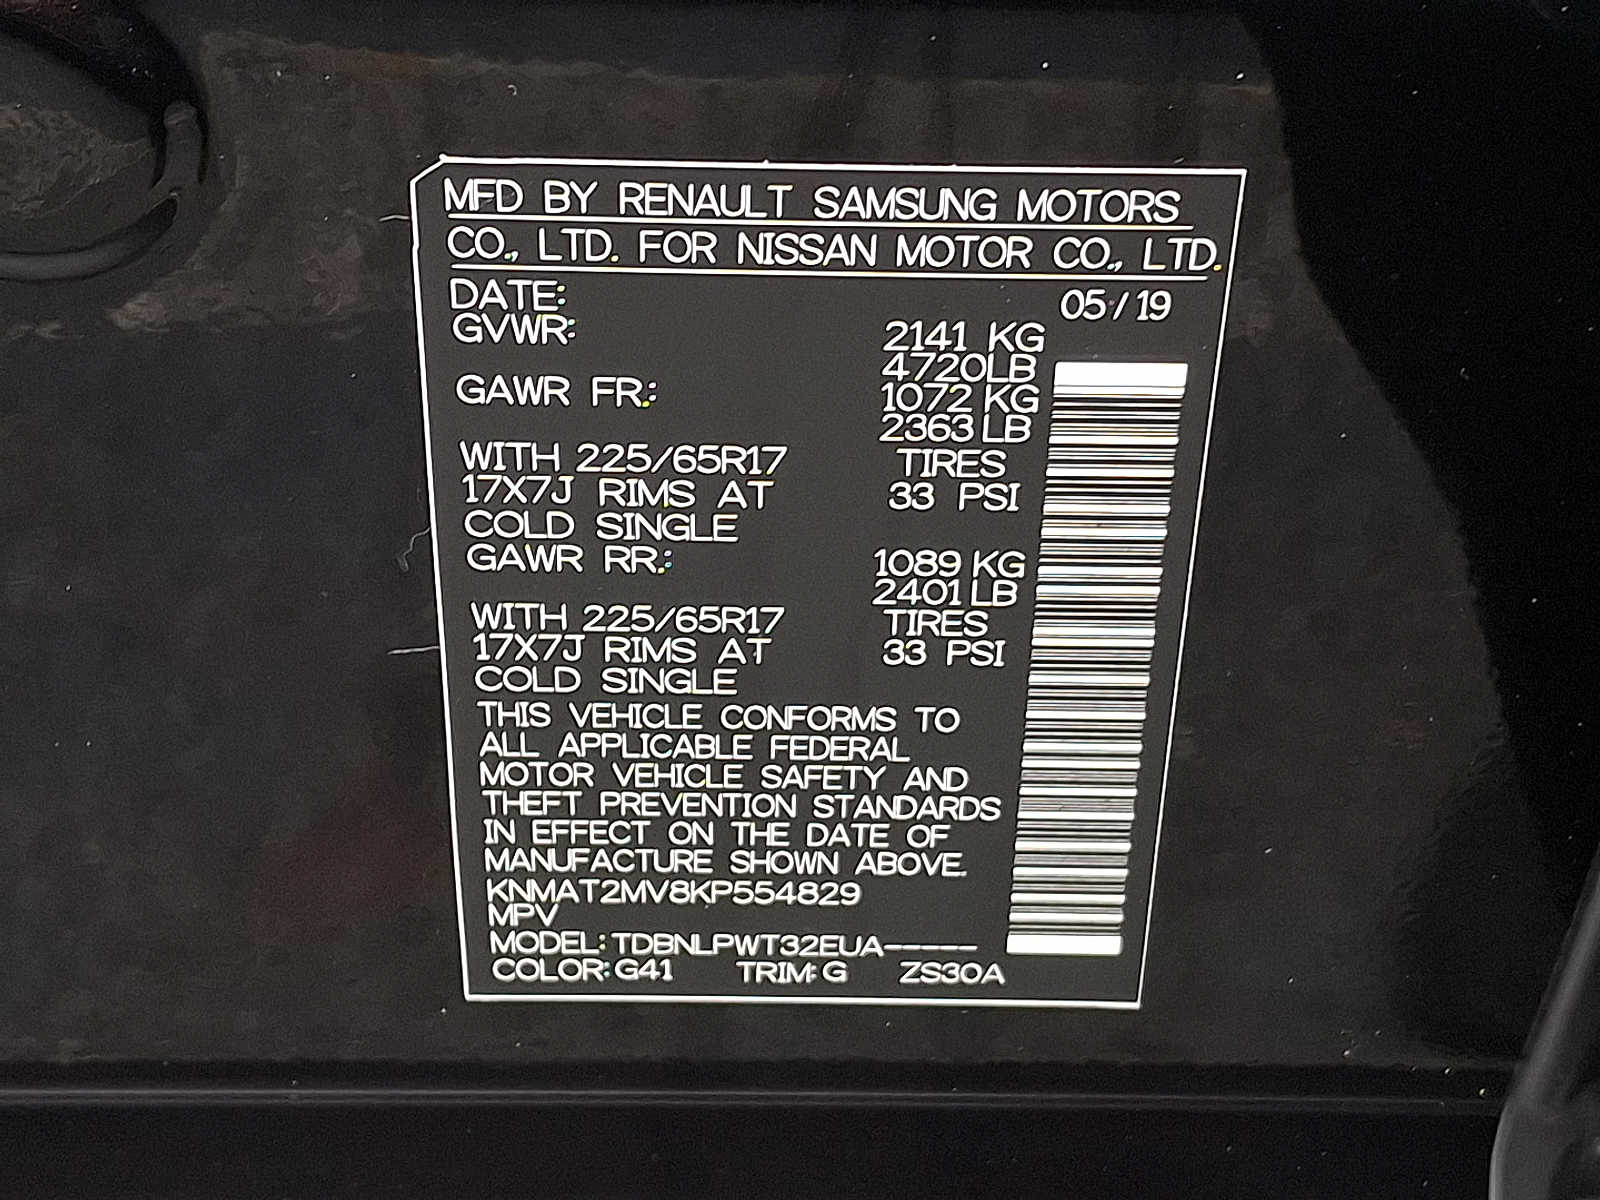 MFD BY RENAULT SAMSUNG MOTORS
CO., LTD. FOR NISSAN MOTOR CO., LTD.
DATE: 05/19
GVWR: 2141 KG
4720LB
GAWR FR.: 1072 KG
2363 LB
WITH 225/65R17 TIRES
17X7J RIMS AT 33 PSI
COLD SINGLE
GAWR RR.: 1089 KG
2401 LB
WITH 225/65R17 TIRES
17X7J RIMS AT 33 PSI
COLD SINGLE
THIS VEHICLE CONFORMS TO
ALL APPLICABLE FEDERAL
MOTOR VEHICLE SAFETY AND
THEFT PREVENTION STANDARDS
IN EFFECT ON THE DATE OF
MANUFACTURE SHOWN ABOVE.
KNMAT2MV8KP554829
MPV
MODEL: TDBNLPWT32EUA-----
COLOR: G41 TRIM: G ZS30A